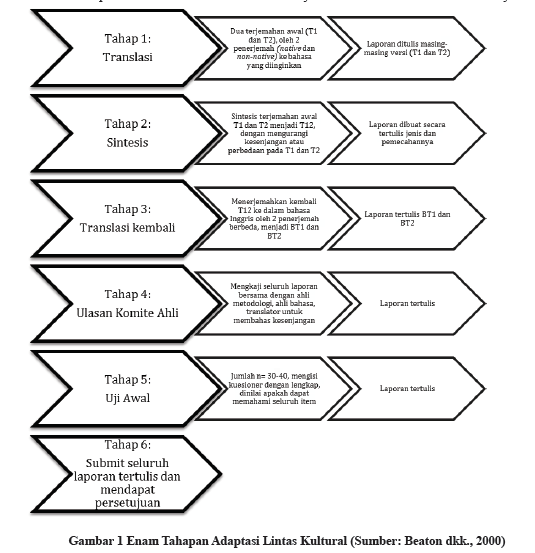 Tahap 1:
Translasi
Dua terjemahan awal (T1
dan T2), oleh 2
penerjemah (native dan
non-native) ke bahasa
yang diinginkan
Laporan ditulis masing-
masing versi (T1 dan T2)
Tahap 2:
Sintesis
Sintesis terjemahan awal
T1 dan T2 menjadi T12,
dengan mengurangi
kesenjangan atau
perbedaan pada T1 dan T2
Laporan dibuat secara
tertulis jenis dan
pemecahannya
Tahap 3:
Translasi kembali
Menerjemahkan kembali
T12 ke dalam bahasa
Inggris oleh 2 penerjemah
berbeda, menjadi BT1 dan
BT2
Laporan tertulis BT1 dan
BT2
Tahap 4:
Ulasan Komite Ahli
Mengkaji seluruh laporan
bersama dengan ahli
metodologi, ahli bahasa,
translator untuk
membahas kesenjangan
Laporan tertulis
Tahap 5:
Uji Awal
Jumlah n= 30-40, mengisi
kuesioner dengan lengkap,
dinilai apakah dapat
memahami seluruh item
Laporan tertulis
Tahap 6:
Submit seluruh
laporan tertulis dan
mendapat
persetujuan
Gambar 1 Enam Tahapan Adaptasi Lintas Kultural (Sumber: Beaton dkk., 2000)